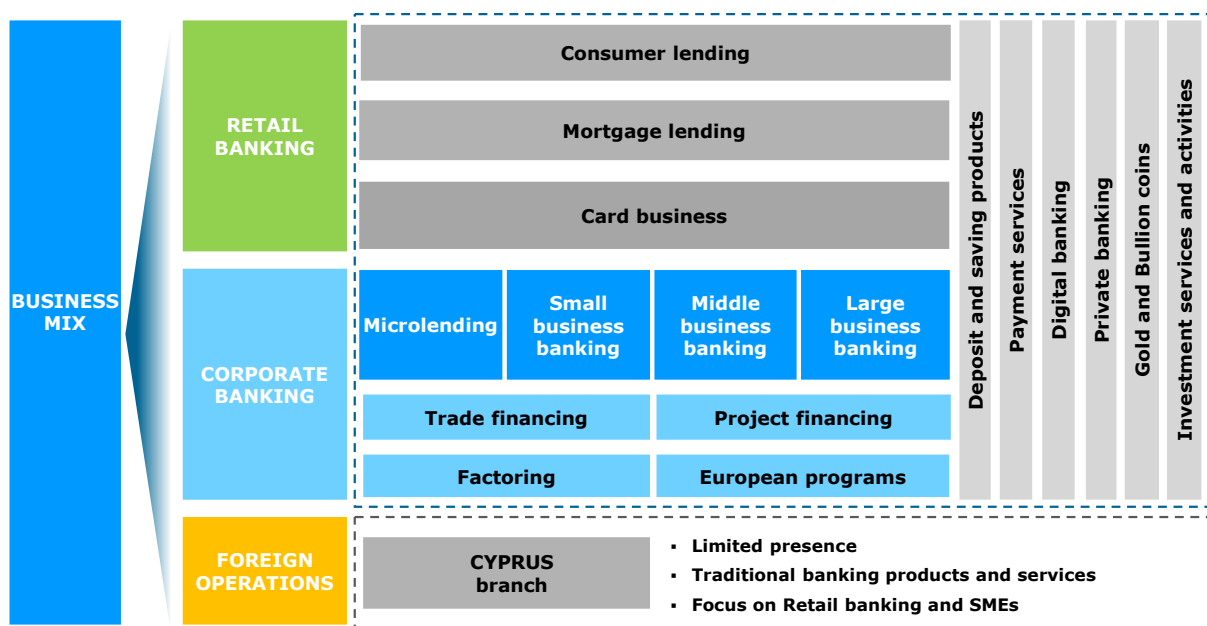 BUSINESS
MIX
RETAIL
BANKING
Consumer lending
Mortgage lending
Card business
CORPORATE
BANKING
Microlending
Small
business
banking
Middle
business
banking
Large
business
banking
Trade financing
Project financing
Factoring
European programs
Deposit and saving products
Payment services
Digital banking
Private banking
Gold and Bullion coins
Investment services and activities
FOREIGN
OPERATIONS
CYPRUS
branch
▪ Limited presence
▪ Traditional banking products and services
▪ Focus on Retail banking and SMEs